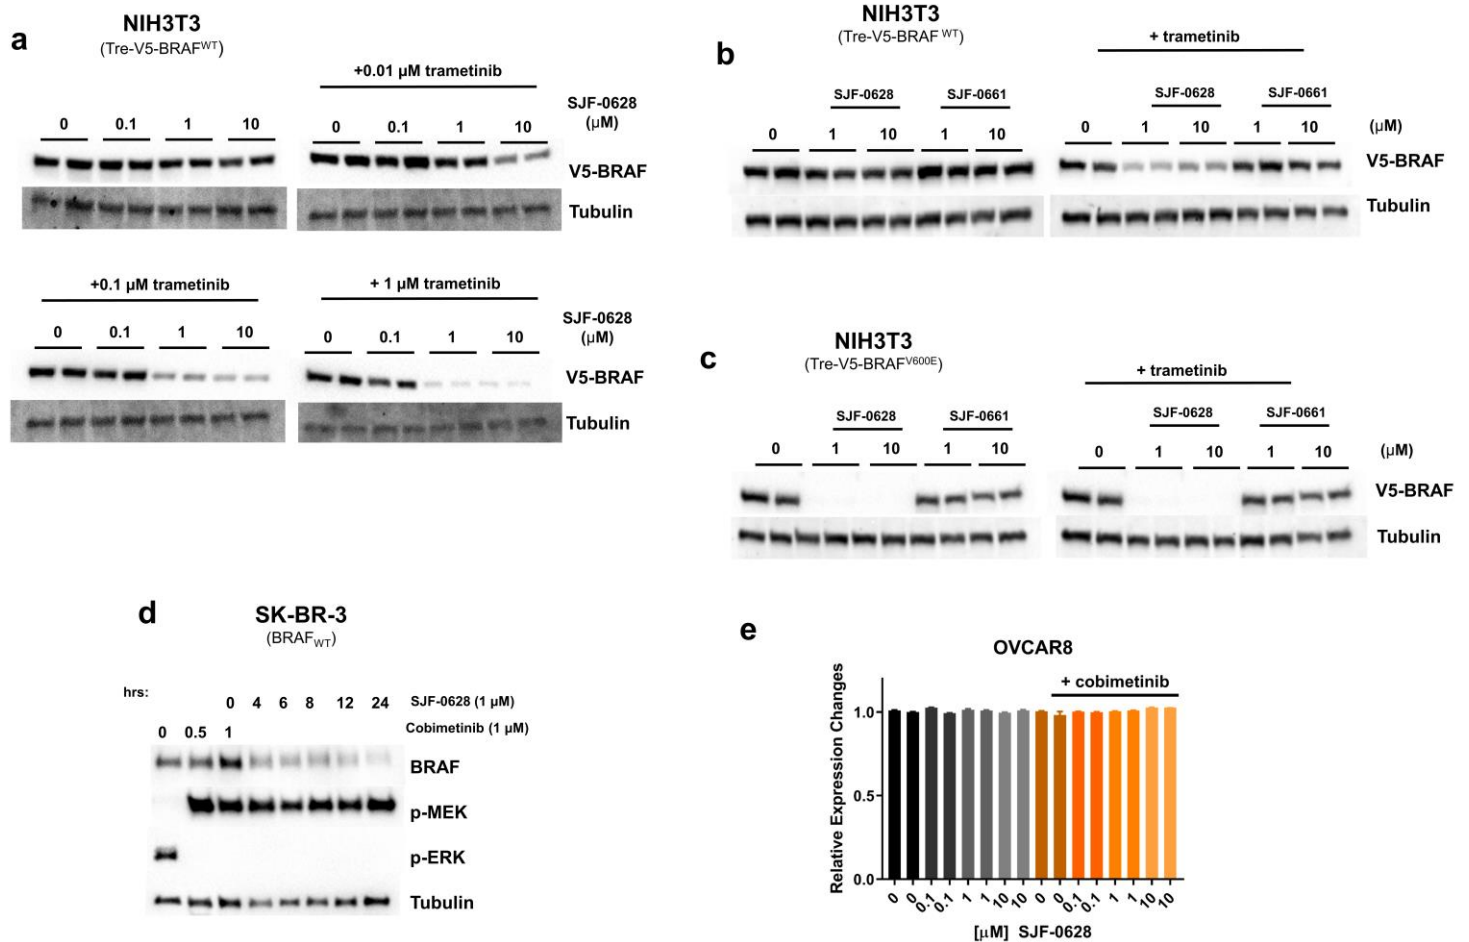 a
NIH3T3
(Tre-V5-BRAFWT)
+0.01 µM trametinib
SJF-0628
(µM)
0 0.1 1 10
0 0.1 1 10
V5-BRAF
Tubulin
+0.1 µM trametinib
+ 1 µM trametinib
SJF-0628
(µM)
0 0.1 1 10
0 0.1 1 10
V5-BRAF
Tubulin
b
NIH3T3
(Tre-V5-BRAF WT)
+ trametinib
SJF-0628 SJF-0661
SJF-0628 SJF-0661
0 1 10 1 10
0 1 10 1 10
(µM)
V5-BRAF
Tubulin
c
NIH3T3
(Tre-V5-BRAFV600E)
+ trametinib
SJF-0628 SJF-0661
SJF-0628 SJF-0661
0 1 10 1 10
0 1 10 1 10
(µM)
V5-BRAF
Tubulin
d
SK-BR-3
(BRAFWT)
hrs:
0 4 6 8 12 24 SJF-0628 (1 µM)
0 0.5 1 Cobimetinib (1 µM)
BRAF
p-MEK
p-ERK
Tubulin
e
OVCAR8
+ cobimetinib
Relative Expression Changes
1.0
0.5
0.0
0 0 0.1 0.1 1 1 10 10 0 0 0.1 0.1 1 1 10 10
[µM] SJF-0628